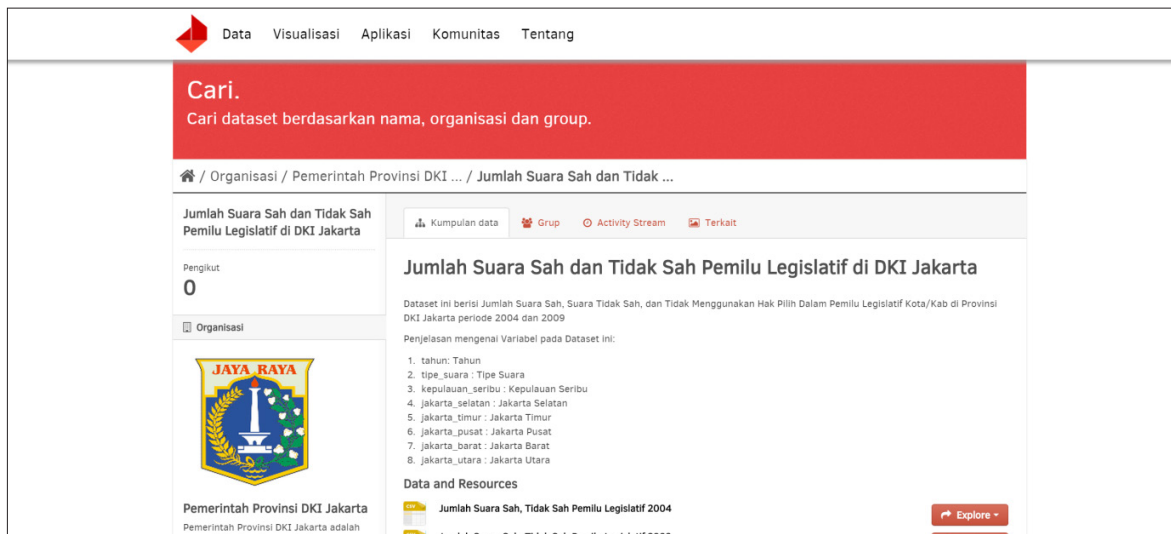 Data Visualisasi Aplikasi Komunitas Tentang
Cari.
Cari dataset berdasarkan nama, organisasi dan group.
/ Organisasi / Pemerintah Provinsi DKI ... / Jumlah Suara Sah dan Tidak ...
Jumlah Suara Sah dan Tidak Sah
Pemilu Legislatif di DKI Jakarta
Pengikut
0
Organisasi
JAYA RAYA
Pemerintah Provinsi DKI Jakarta
Pemerintah Provinsi DKI Jakarta adalah
Kumpulan data Grup Activity Stream Terkait
Jumlah Suara Sah dan Tidak Sah Pemilu Legislatif di DKI Jakarta
Dataset ini berisi Jumlah Suara Sah, Suara Tidak Sah, dan Tidak Menggunakan Hak Pilih Dalam Pemilu Legislatif Kota/Kab di Provinsi
DKI Jakarta periode 2004 dan 2009
Penjelasan mengenai Variabel pada Dataset ini:
1. tahun: Tahun
2. tipe_suara : Tipe Suara
3. kepulauan_seribu : Kepulauan Seribu
4. jakarta_selatan : Jakarta Selatan
5. jakarta_timur : Jakarta Timur
6. jakarta_pusat : Jakarta Pusat
7. jakarta_barat : Jakarta Barat
8. jakarta_utara : Jakarta Utara
Data and Resources
CSV Jumlah Suara Sah, Tidak Sah Pemilu Legislatif 2004
Explore